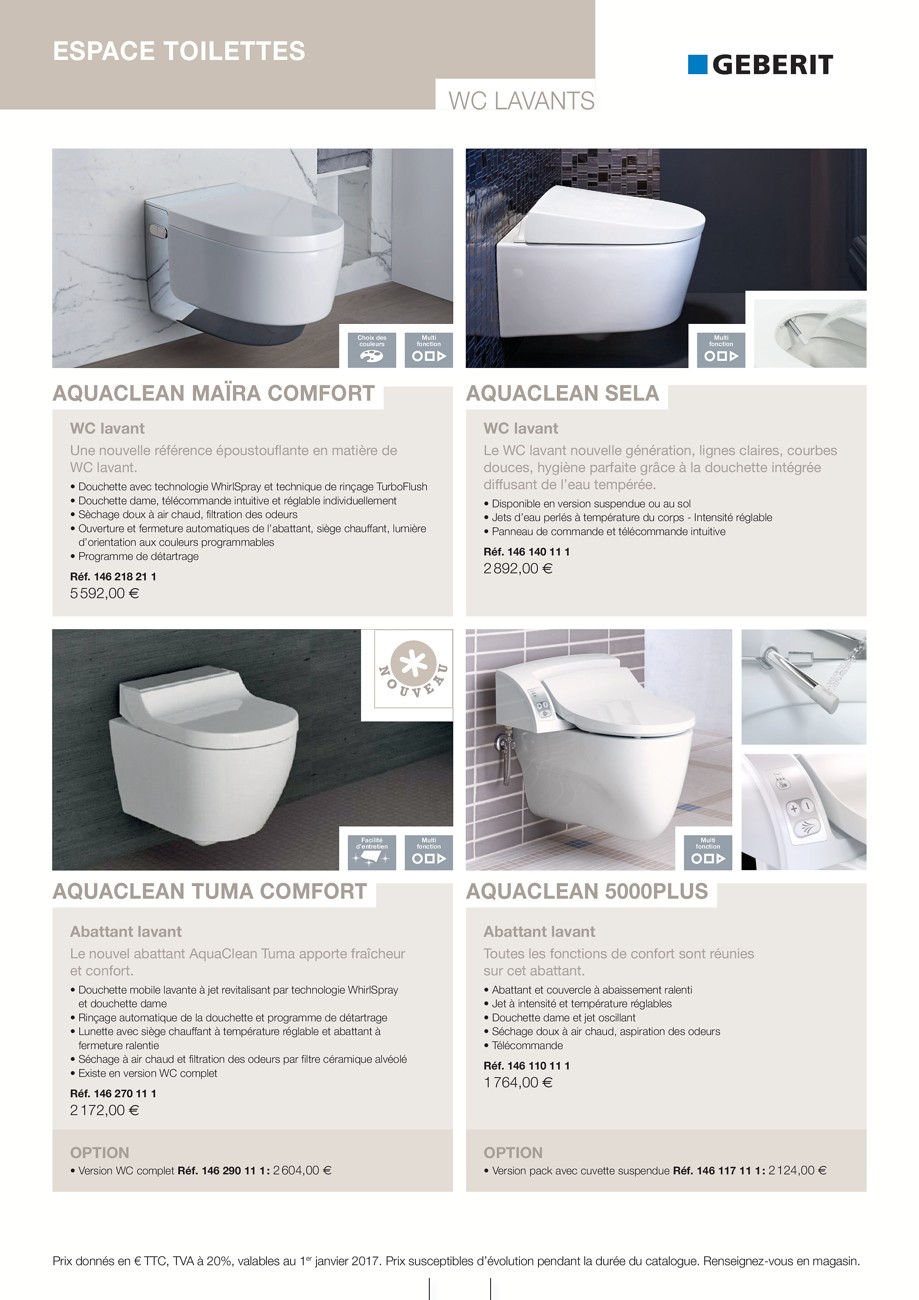 ESPACE TOILETTES
GEBERIT
WC LAVANTS
Choix des
couleurs
Multi
fonction
Multi
fonction
AQUACLEAN MAÏRA COMFORT
WC lavant
Une nouvelle référence époustouflante en matière de
WC lavant.
• Douchette avec technologie WhirlSpray et technique de rinçage TurboFlush
• Douchette dame, télécommande intuitive et réglable individuellement
• Sèchage doux à air chaud, filtration des odeurs
• Ouverture et fermeture automatiques de l'abattant, siège chauffant, lumière
d'orientation aux couleurs programmables
• Programme de détartrage
Réf. 146 218 21 1
5 592,00 €
AQUACLEAN SELA
WC lavant
Le WC lavant nouvelle génération, lignes claires, courbes
douces, hygiène parfaite grâce à la douchette intégrée
diffusant de l'eau tempérée.
• Disponible en version suspendue ou au sol
• Jets d'eau perlés à température du corps - Intensité réglable
• Panneau de commande et télécommande intuitive
Réf. 146 140 11 1
2 892,00 €
NOUVEAU
Facilité
d'entretien
Multi
fonction
Multi
fonction
AQUACLEAN TUMA COMFORT
Abattant lavant
Le nouvel abattant AquaClean Tuma apporte fraîcheur
et confort.
• Douchette mobile lavante à jet revitalisant par technologie WhirlSpray
et douchette dame
• Rinçage automatique de la douchette et programme de détartrage
• Lunette avec siège chauffant à température réglable et abattant à
fermeture ralentie
• Séchage à air chaud et filtration des odeurs par filtre céramique alvéolé
• Existe en version WC complet
Réf. 146 270 11 1
2 172,00 €
OPTION
• Version WC complet Réf. 146 290 11 1 : 2 604,00 €
AQUACLEAN 5000PLUS
Abattant lavant
Toutes les fonctions de confort sont réunies
sur cet abattant.
• Abattant et couvercle à abaissement ralenti
• Jet à intensité et température réglables
• Douchette dame et jet oscillant
• Séchage doux à air chaud, aspiration des odeurs
• Télécommande
Réf. 146 110 11 1
1 764,00 €
OPTION
• Version pack avec cuvette suspendue Réf. 146 117 11 1 : 2 124,00 €
Prix donnés en € TTC, TVA à 20%, valables au 1er janvier 2017. Prix susceptibles d'évolution pendant la durée du catalogue. Renseignez-vous en magasin.